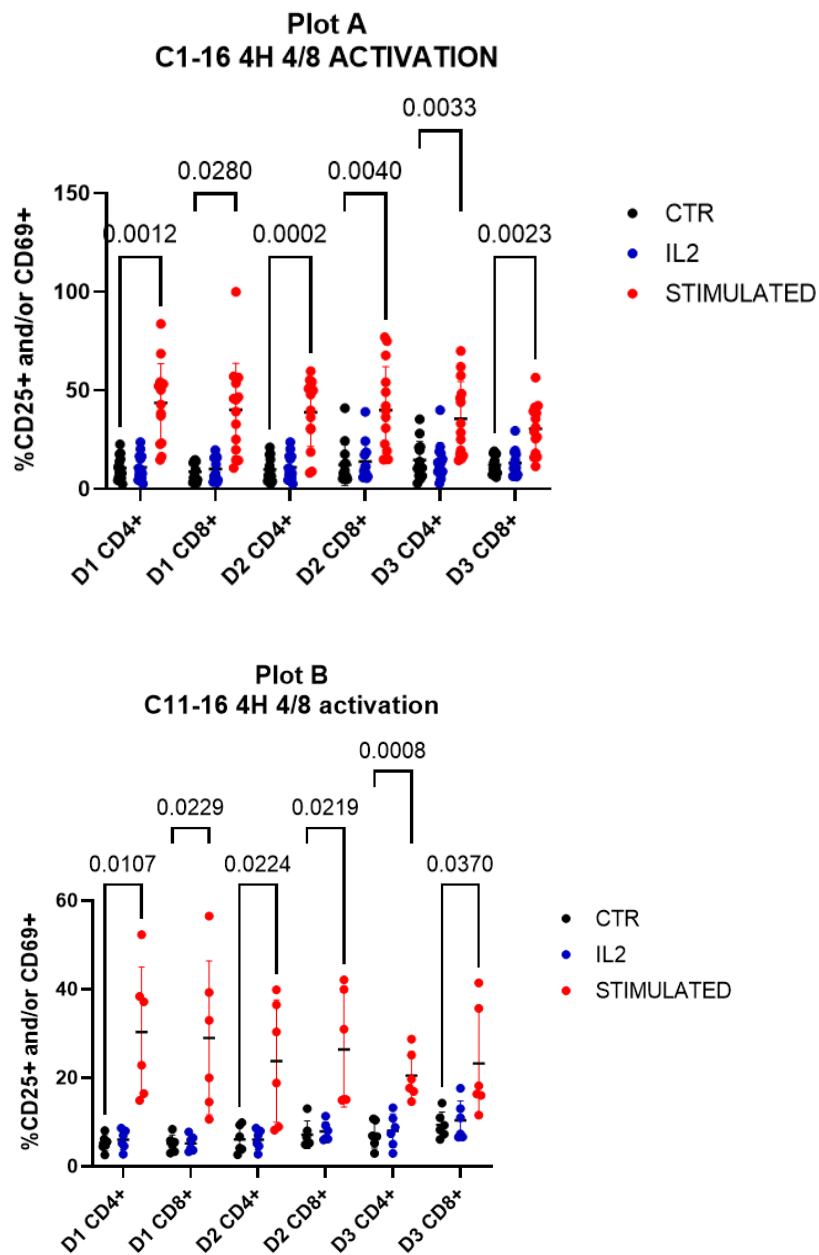 Plot A
C1-16 4H 4/8 ACTIVATION
0.0033
0.0280
0.0040
0.0012
0.0002
0.0023
%CD25+ and/or CD69+
150
100
50
0
CTR
IL2
STIMULATED
D1 CD4+
D1 CD8+
D2 CD4+
D2 CD8+
D3 CD4+
D3 CD8+
Plot B
C11-16 4H 4/8 activation
0.0008
0.0229
0.0219
0.0107
0.0224
0.0370
%CD25+ and/or CD69+
60
40
20
0
CTR
IL2
STIMULATED
D1 CD4+
D1 CD8+
D2 CD4+
D2 CD8+
D3 CD4+
D3 CD8+